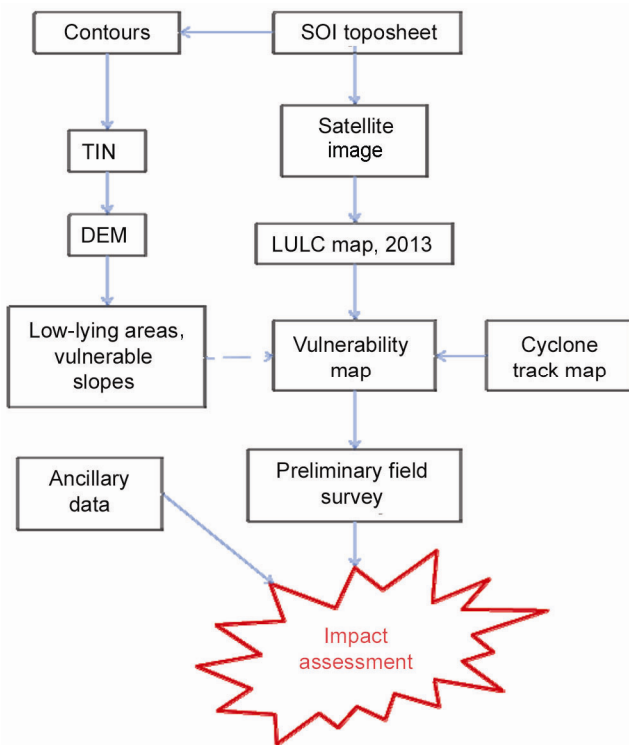 Contours
SOI toposheet
Satellite
image
TIN
DEM
LULC map, 2013
Low-lying areas,
vulnerable
slopes
Vulnerability
map
Cyclone
track map
Ancillary
data
Preliminary field
survey
Impact
assessment